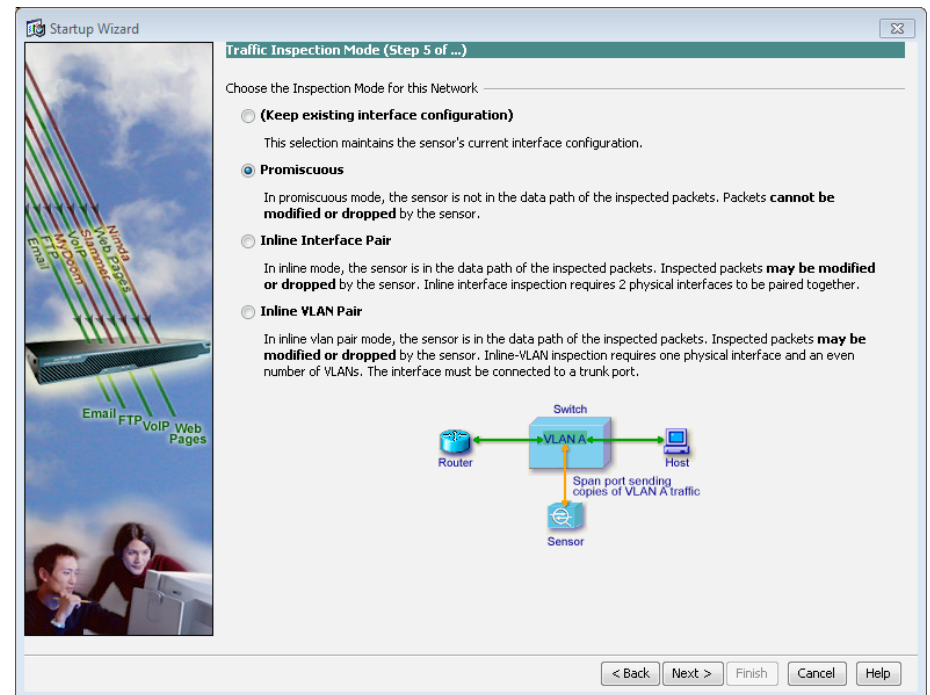 Startup Wizard
Traffic Inspection Mode (Step 5 of ...)
Choose the Inspection Mode for this Network
(Keep existing interface configuration)
This selection maintains the sensor's current interface configuration.
Promiscuous
In promiscuous mode, the sensor is not in the data path of the inspected packets. Packets cannot be
modified or dropped by the sensor.
Inline Interface Pair
In inline mode, the sensor is in the data path of the inspected packets. Inspected packets may be modified
or dropped by the sensor. Inline interface inspection requires 2 physical interfaces to be paired together.
Inline VLAN Pair
In inline vlan pair mode, the sensor is in the data path of the inspected packets. Inspected packets may be
modified or dropped by the sensor. Inline-VLAN inspection requires one physical interface and an even
number of VLANs. The interface must be connected to a trunk port.
Email
FTP
MyDoom
VoIP
Slammer
Web Pages
Nimda
Email
FTP
VoIP
Web
Pages
Switch
VLAN A
Router
Host
Span port sending
copies of VLAN A traffic
Sensor
< Back
Next >
Finish
Cancel
Help